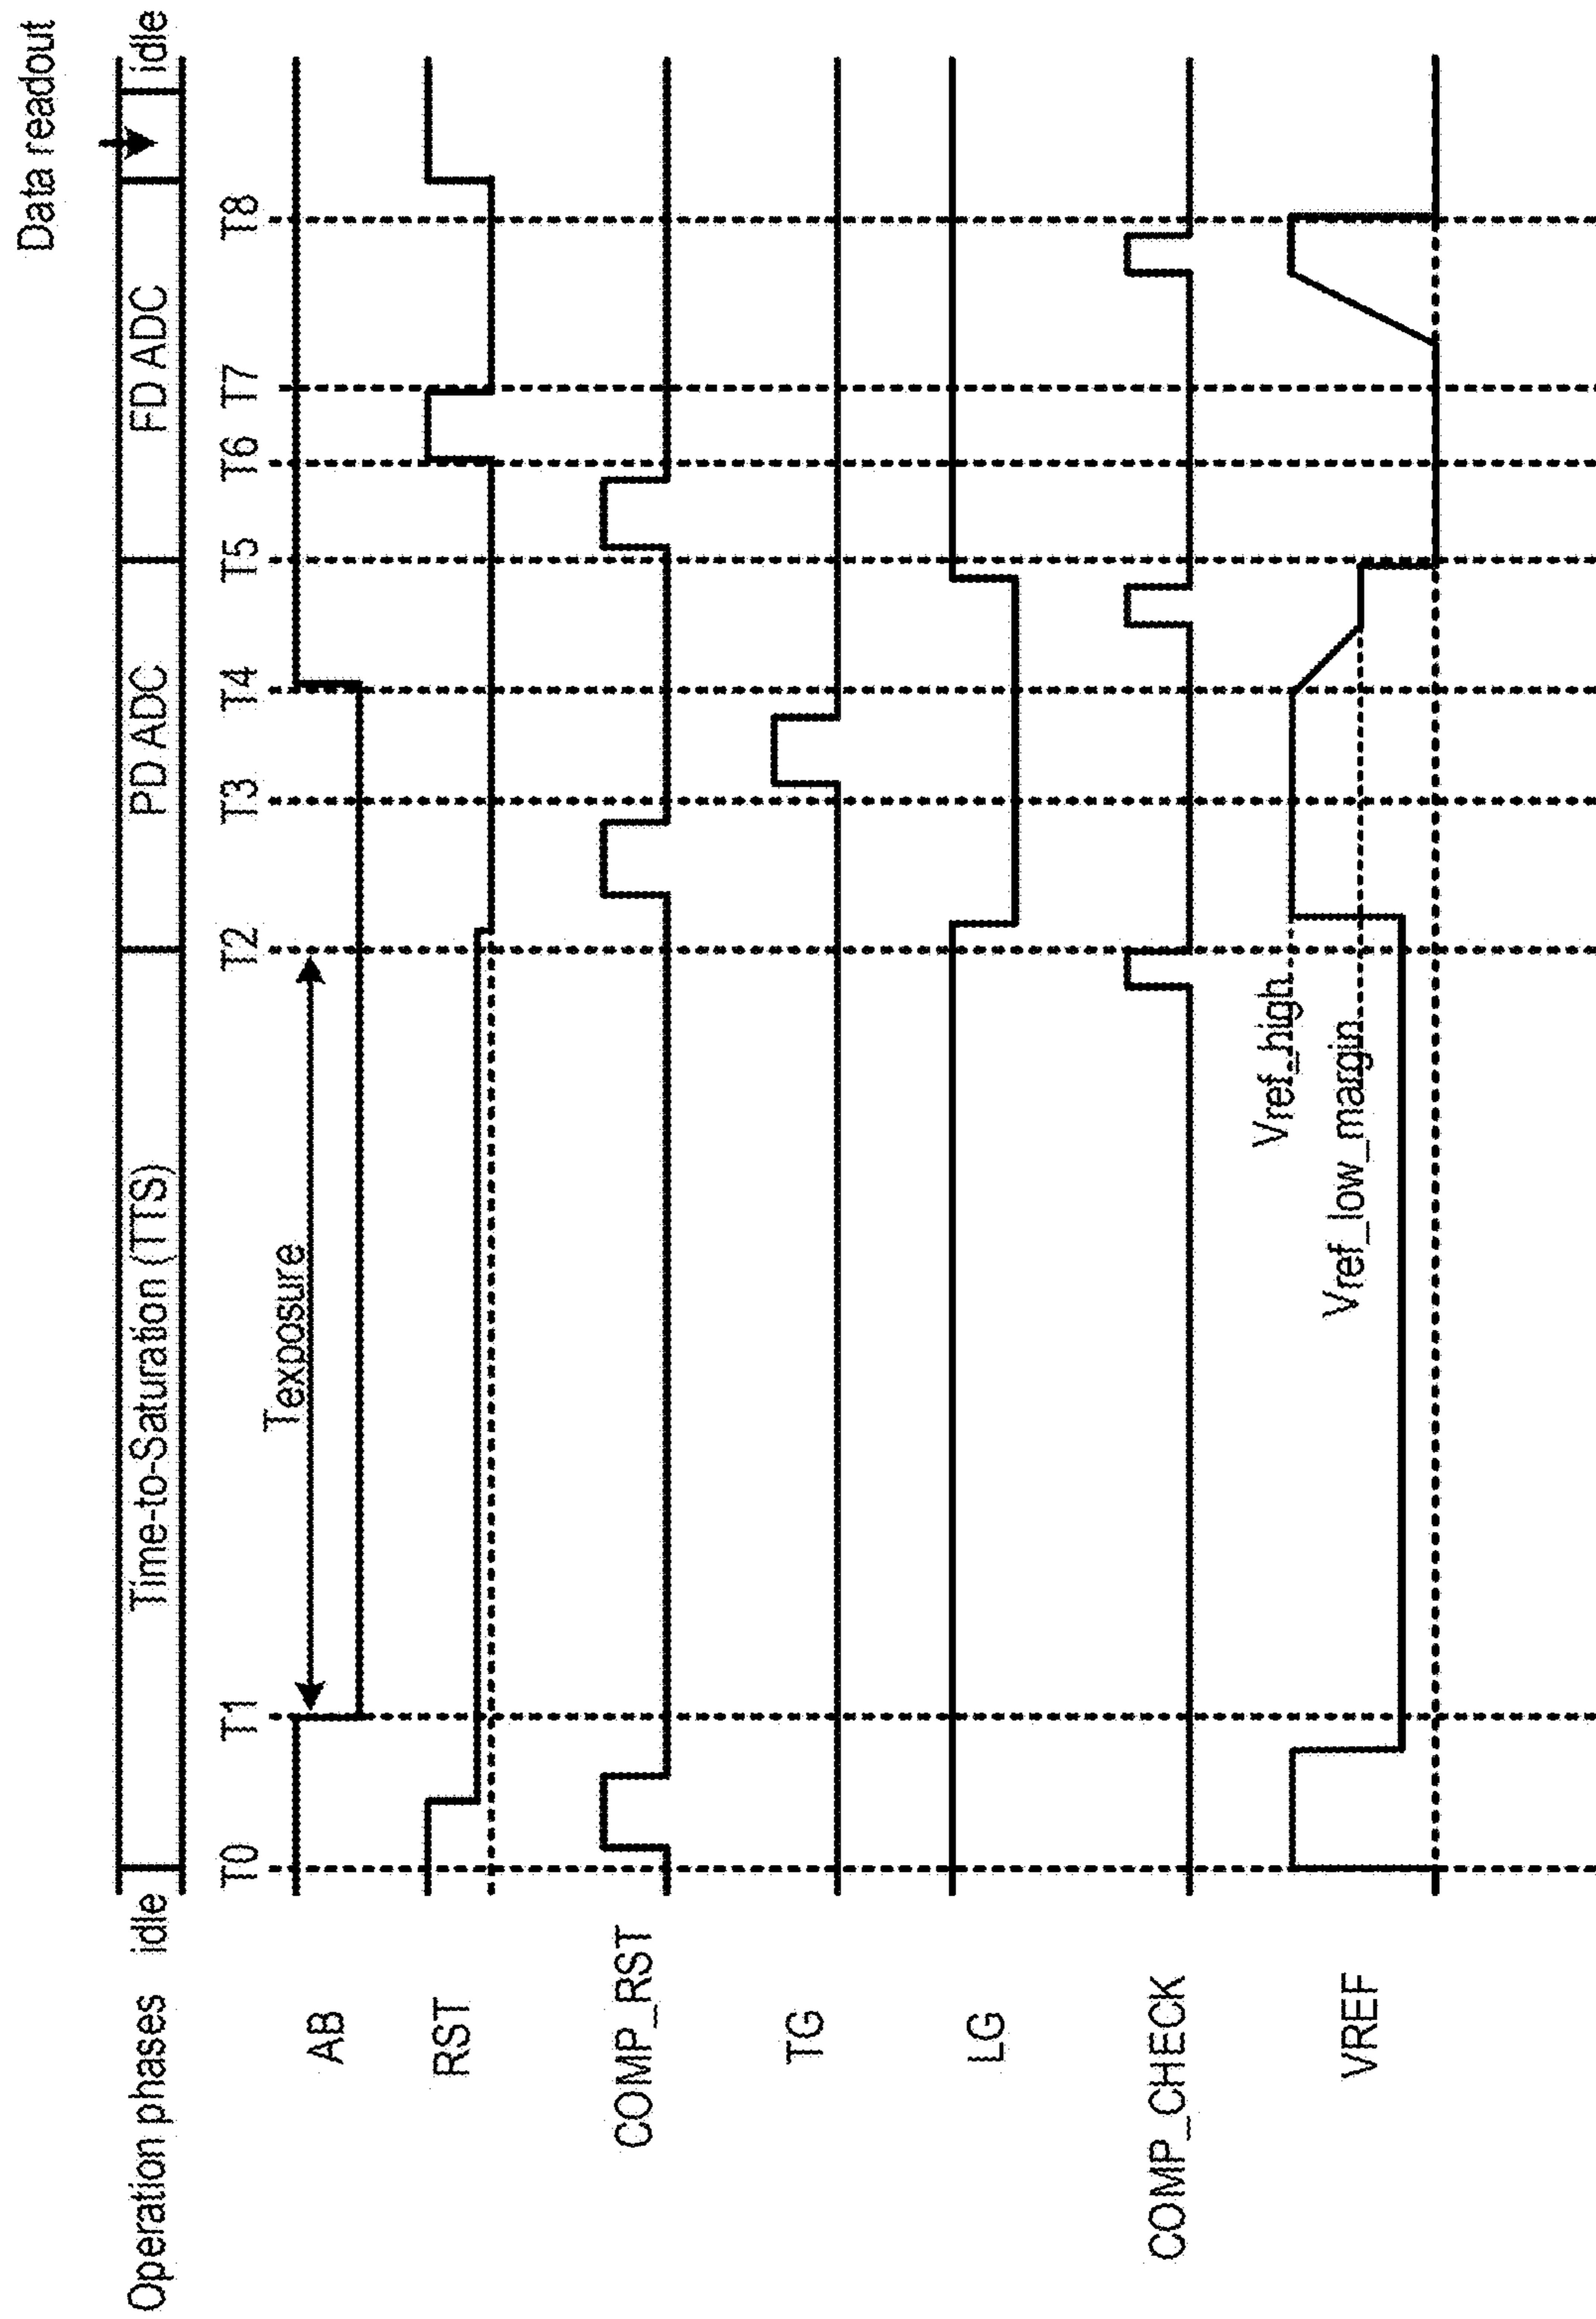 Data readout
Operation phases idle Time-to-Saturation (TTS) PD ADC FD ADC idle
T0 T1 T2 T3 T4 T5 T6 T7 T8
Texposure
AB
RST
COMP_RST
TG
LG
COMP_CHECK
Vref_high
Vref_low_margin
VREF